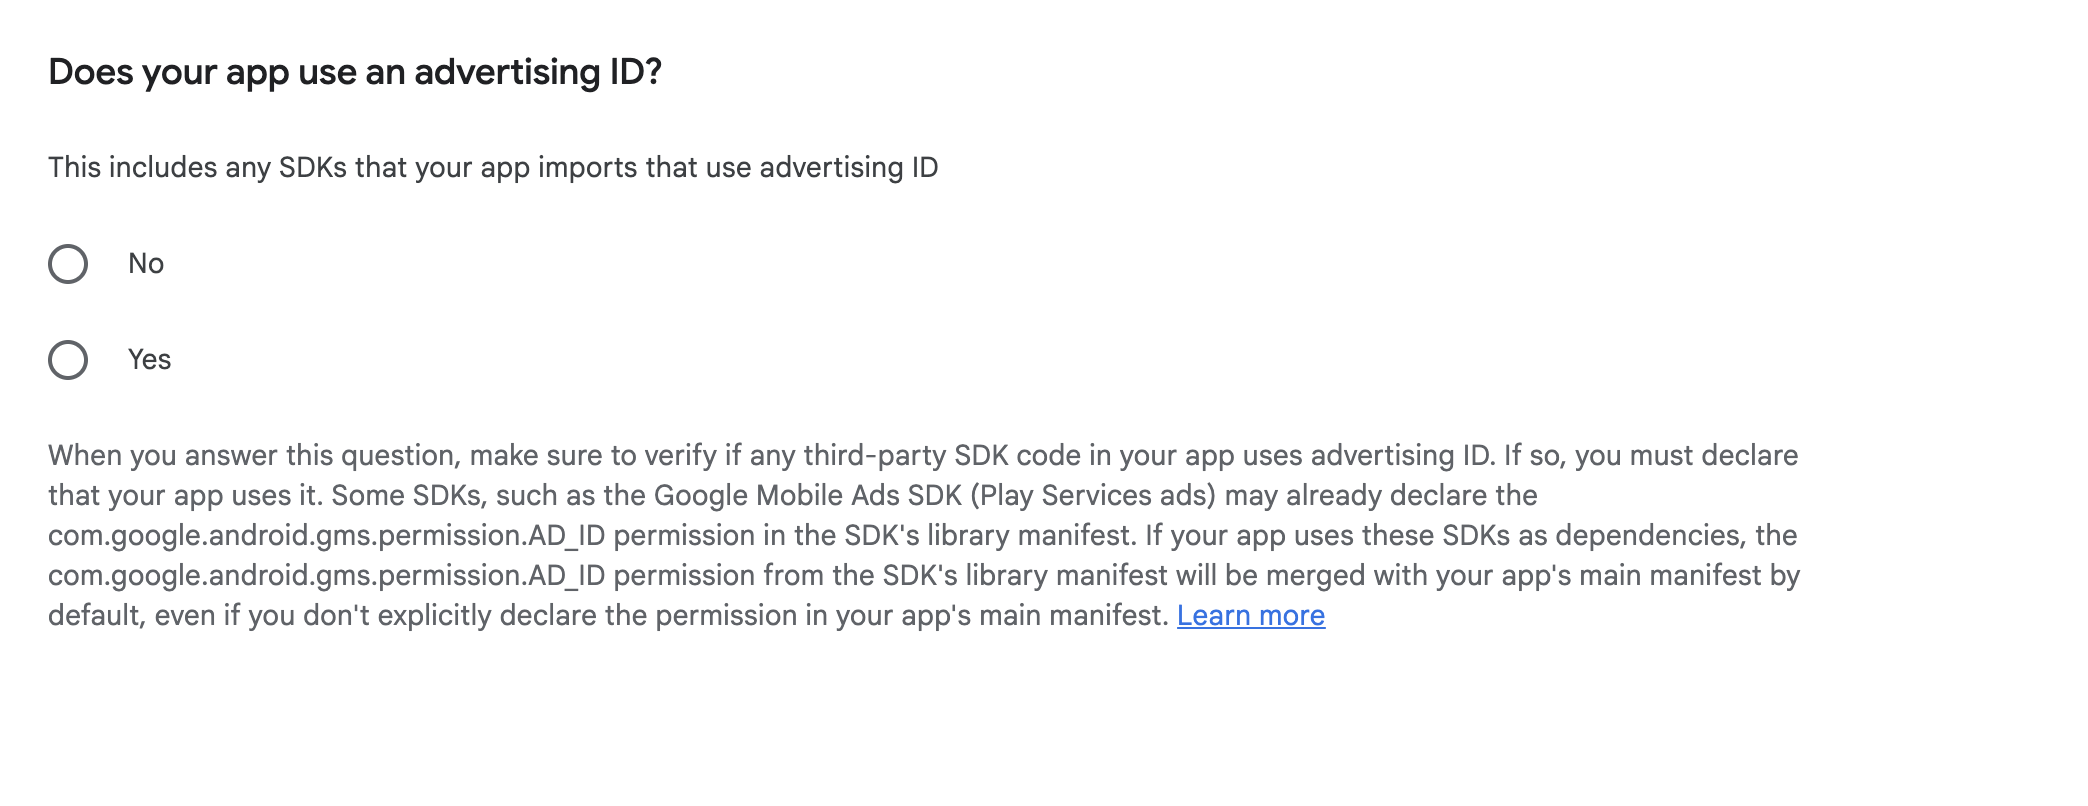 Does your app use an advertising ID?
This includes any SDKs that your app imports that use advertising ID
No
Yes
When you answer this question, make sure to verify if any third-party SDK code in your app uses advertising ID. If so, you must declare
that your app uses it. Some SDKs, such as the Google Mobile Ads SDK (Play Services ads) may already declare the
com.google.android.gms.permission.AD_ID permission in the SDK's library manifest. If your app uses these SDKs as dependencies, the
com.google.android.gms.permission.AD_ID permission from the SDK's library manifest will be merged with your app's main manifest by
default, even if you don't explicitly declare the permission in your app's main manifest. Learn more